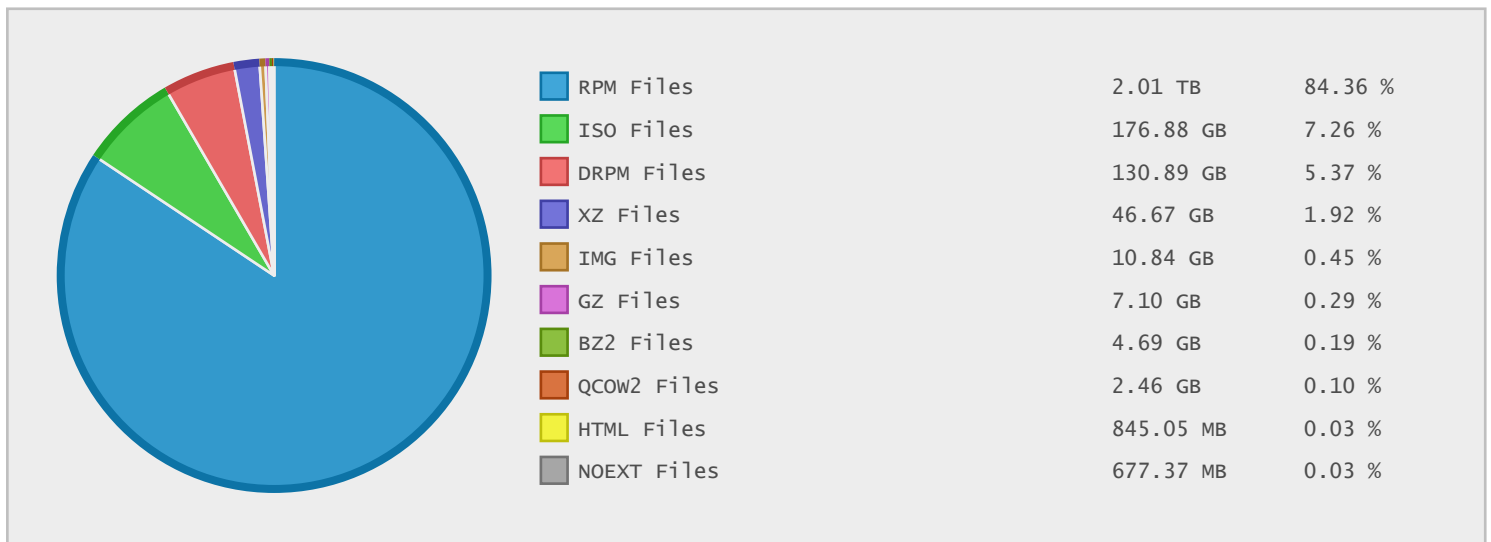 RPM Files 2.01 TB 84.36 %
ISO Files 176.88 GB 7.26 %
DRPM Files 130.89 GB 5.37 %
XZ Files 46.67 GB 1.92 %
IMG Files 10.84 GB 0.45 %
GZ Files 7.10 GB 0.29 %
BZ2 Files 4.69 GB 0.19 %
QCOW2 Files 2.46 GB 0.10 %
HTML Files 845.05 MB 0.03 %
NOEXT Files 677.37 MB 0.03 %